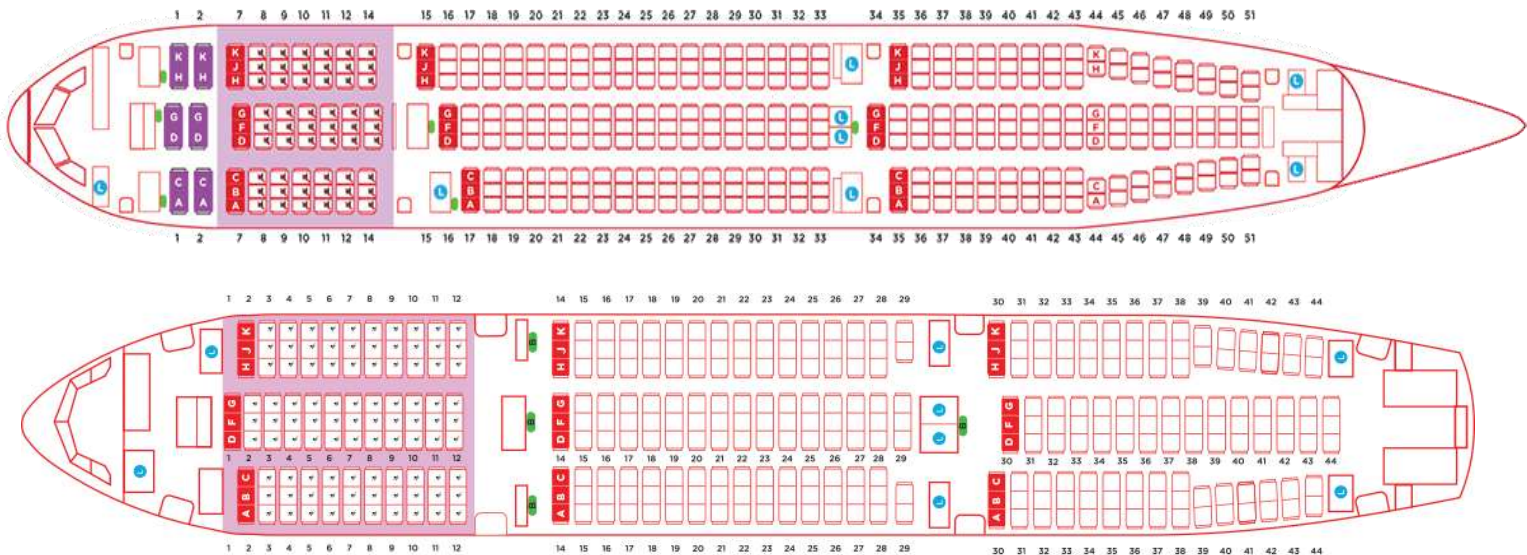 1 2 7 8 9 10 11 12 14 15 16 17 18 19 20 21 22 23 24 25 26 27 28 29 30 31 32 33 34 35 36 37 38 39 40 41 42 43 44 45 46 47 48 49 50 51
K K K K K K
J J J
H H H H H H
L L
G G G G G G
D D F F F F
D D D D
L
L
C C C C C C
B B B
A A A A A A
L L L L
1 2 7 8 9 10 11 12 14 15 16 17 18 19 20 21 22 23 24 25 26 27 28 29 30 31 32 33 34 35 36 37 38 39 40 41 42 43 44 45 46 47 48 49 50 51
1 2 3 4 5 6 7 8 9 10 11 12 14 15 16 17 18 19 20 21 22 23 24 25 26 27 28 29 30 31 32 33 34 35 36 37 38 39 40 41 42 43 44
K K K
J B J J
H H H
L L L
G G G
F B F L F
D D L B D
1 2 3 4 5 6 7 8 9 10 11 12 14 15 16 17 18 19 20 21 22 23 24 25 26 27 28 29 30 31 32 33 34 35 36 37 38 39 40 41 42 43 44
L
C C C
B B B B
A A A
L L
1 2 3 4 5 6 7 8 9 10 11 12 14 15 16 17 18 19 20 21 22 23 24 25 26 27 28 29 30 31 32 33 34 35 36 37 38 39 40 41 42 43 44